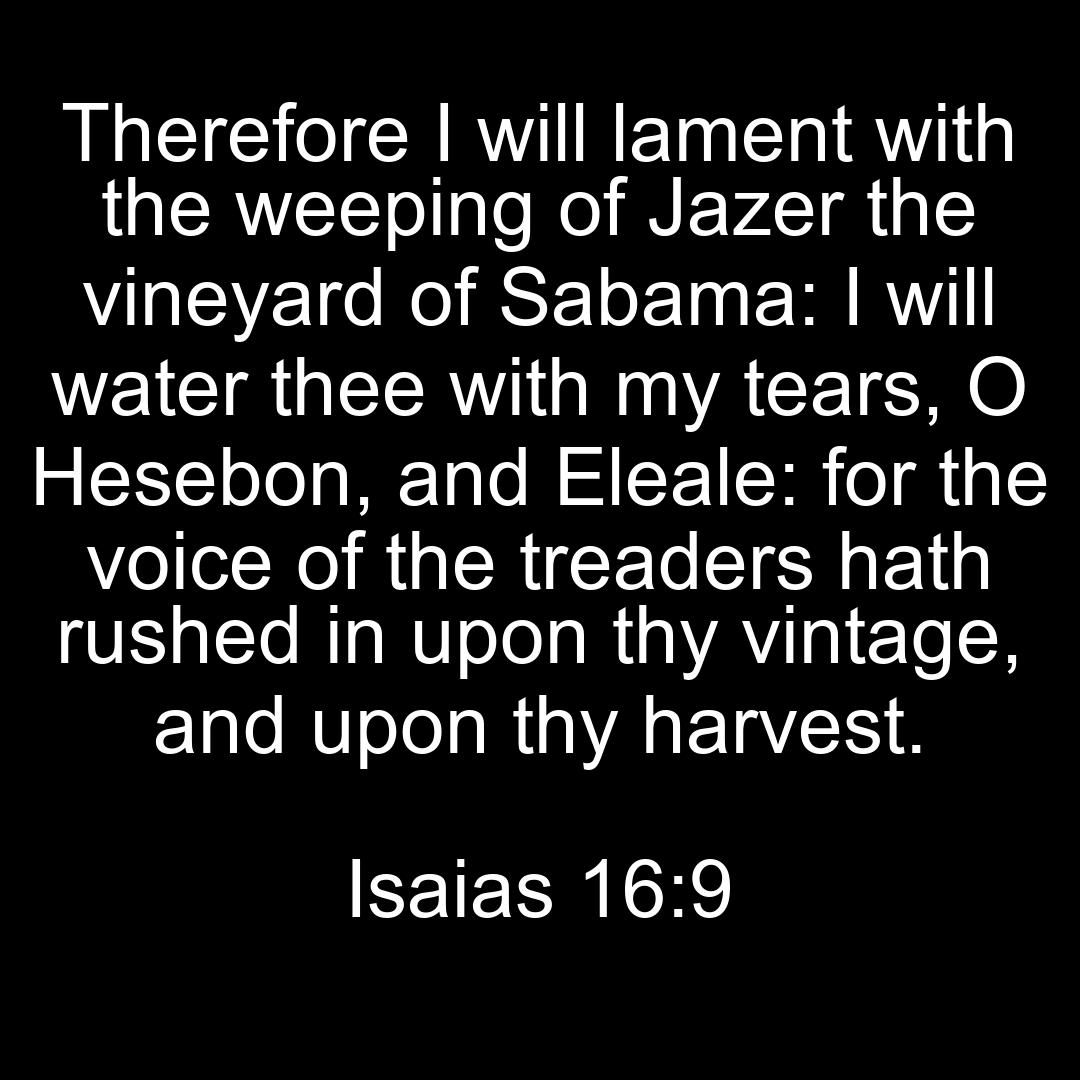 Therefore I will lament with
the weeping of Jazer the
vineyard of Sabama: I will
water thee with my tears, O
Hesebon, and Eleale: for the
voice of the treaders hath
rushed in upon thy vintage,
and upon thy harvest.
Isaias 16:9